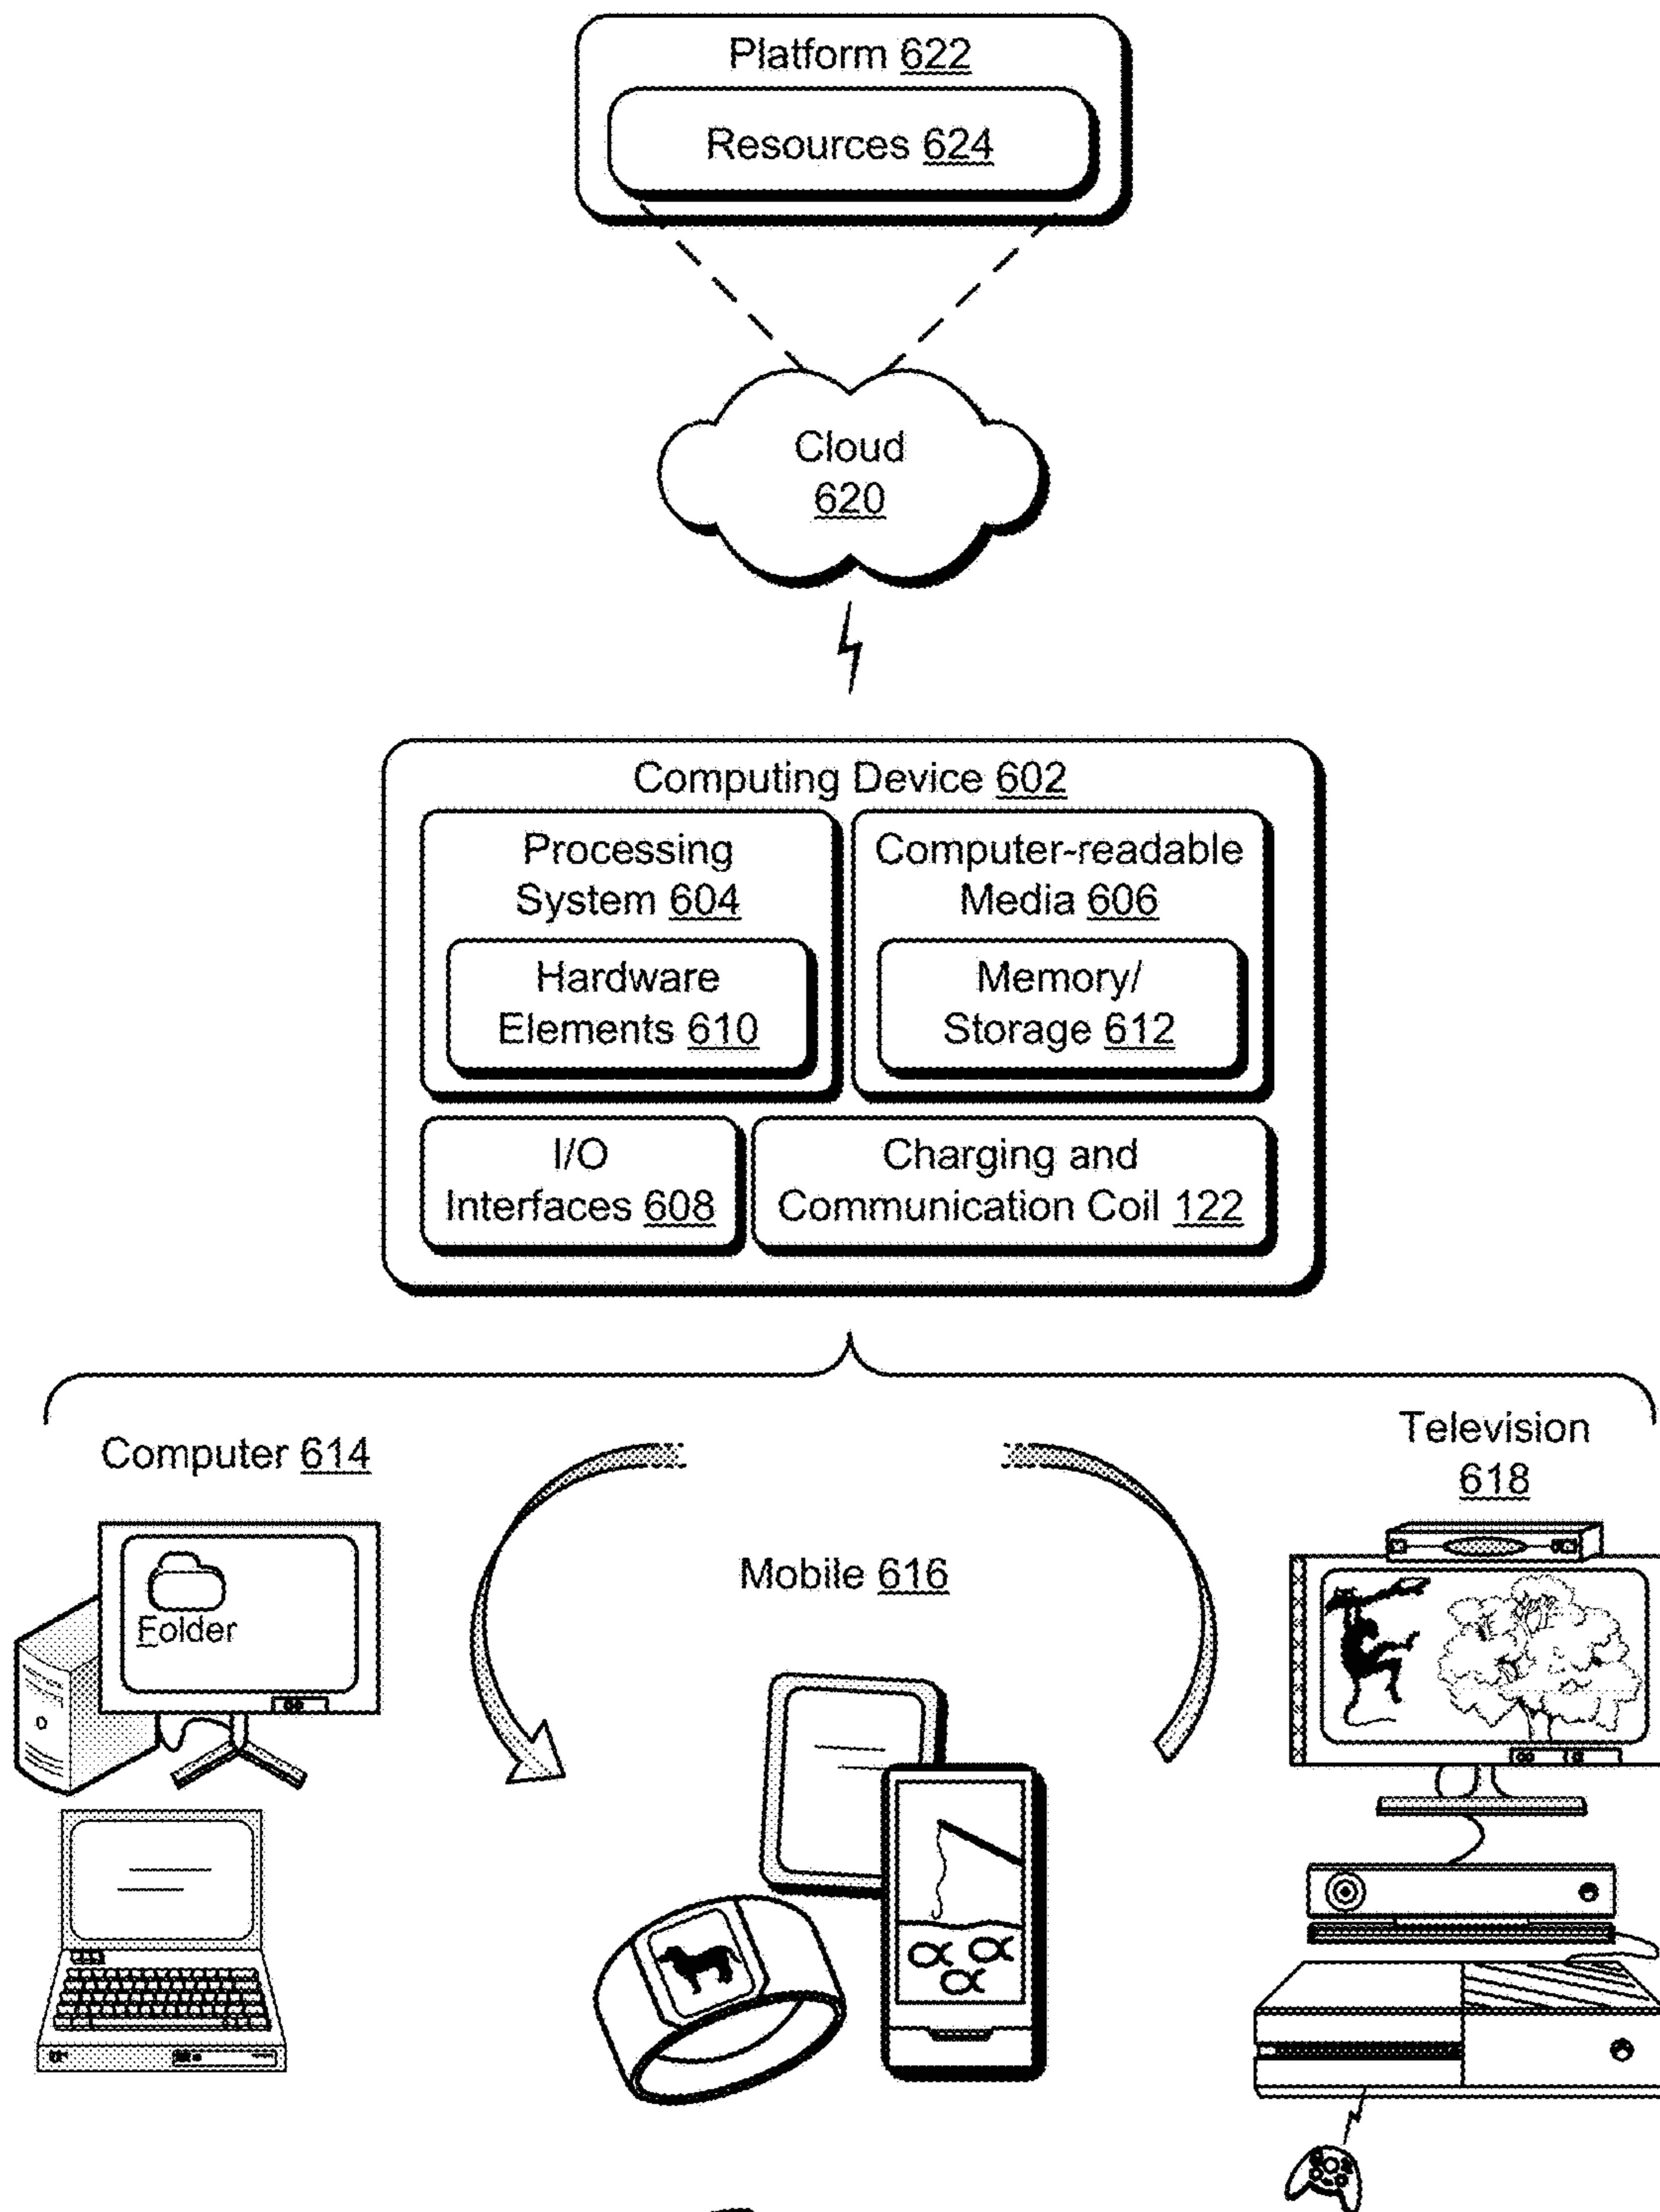 Platform 622
Resources 624
Cloud
620
Computing Device 602
Processing
System 604
Hardware
Elements 610
Computer-readable
Media 606
Memory/
Storage 612
I/O
Interfaces 608
Charging and
Communication Coil 122
Computer 614
Television
618
Mobile 616
Folder